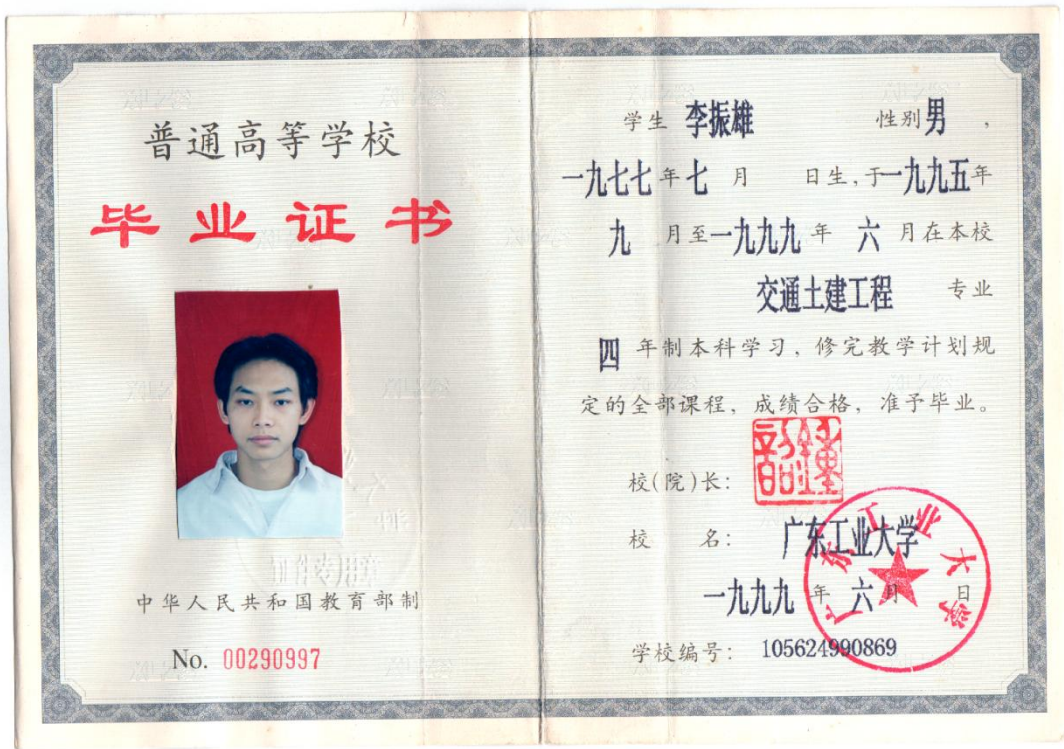 普通高等学校
毕业证书
中华人民共和国教育部制
No. 00290997
学生 李振雄 性别 男 ,
一九七七 年 七 月 日生, 于 一九九五 年
九 月至 一九九九 年 六 月在本校
交通土建工程 专业
四 年制本科学习, 修完教学计划规
定的全部课程, 成绩合格, 准予毕业。
校(院)长:
校 名: 广东工业大学
一九九九 年 六 月 日
学校编号: 105624990869
广东工业大学